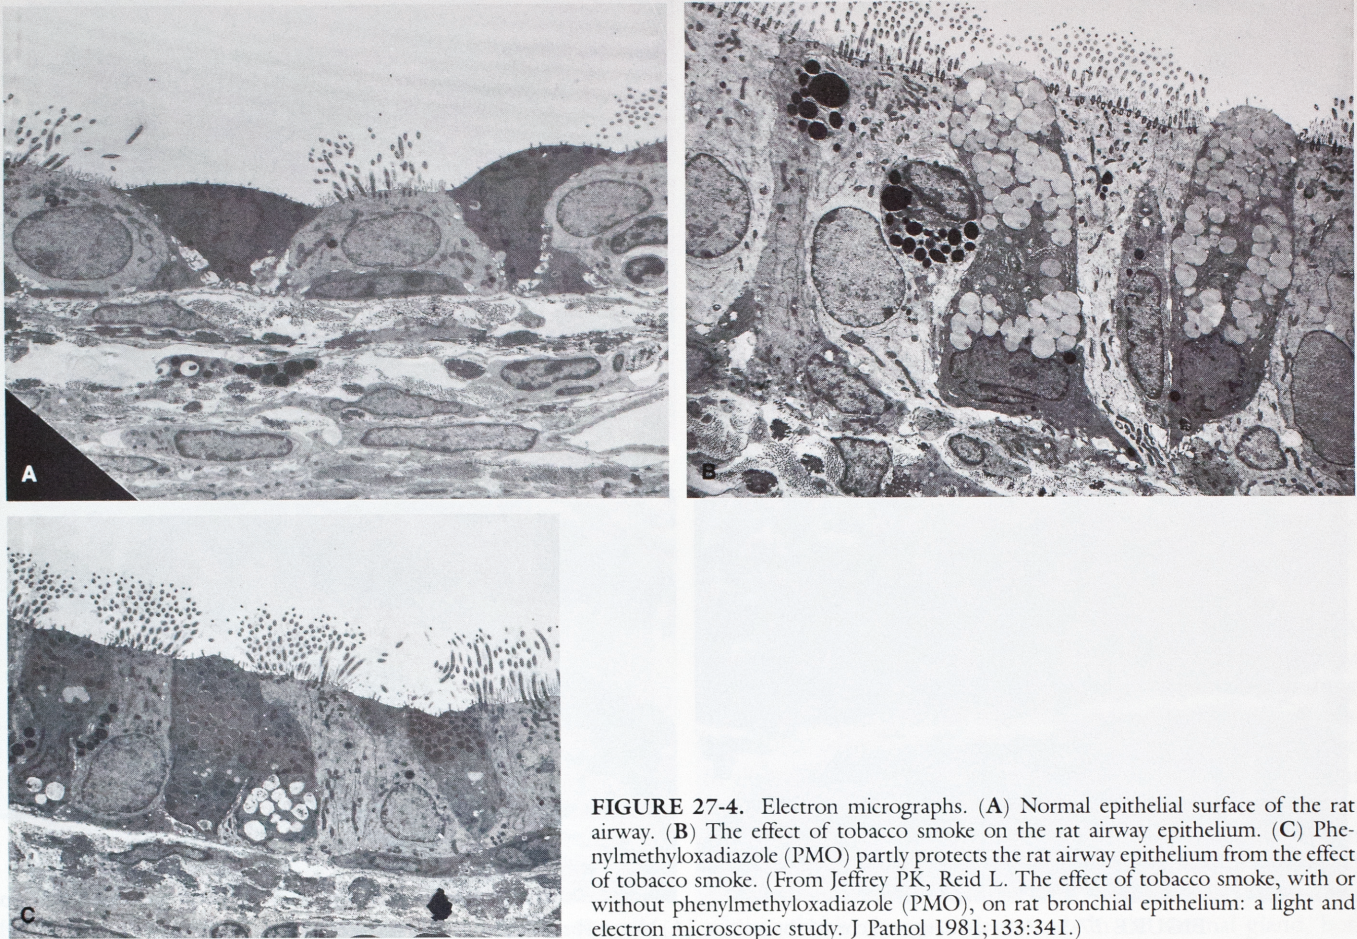 A
B
C
FIGURE 27-4. Electron micrographs. (A) Normal epithelial surface of the rat
airway. (B) The effect of tobacco smoke on the rat airway epithelium. (C) Phe-
nylmethyloxadiazole (PMO) partly protects the rat airway epithelium from the effect
of tobacco smoke. (From Jeffrey PK, Reid L. The effect of tobacco smoke, with or
without phenylmethyloxadiazole (PMO), on rat bronchial epithelium: a light and
electron microscopic study. J Pathol 1981;133:341.)